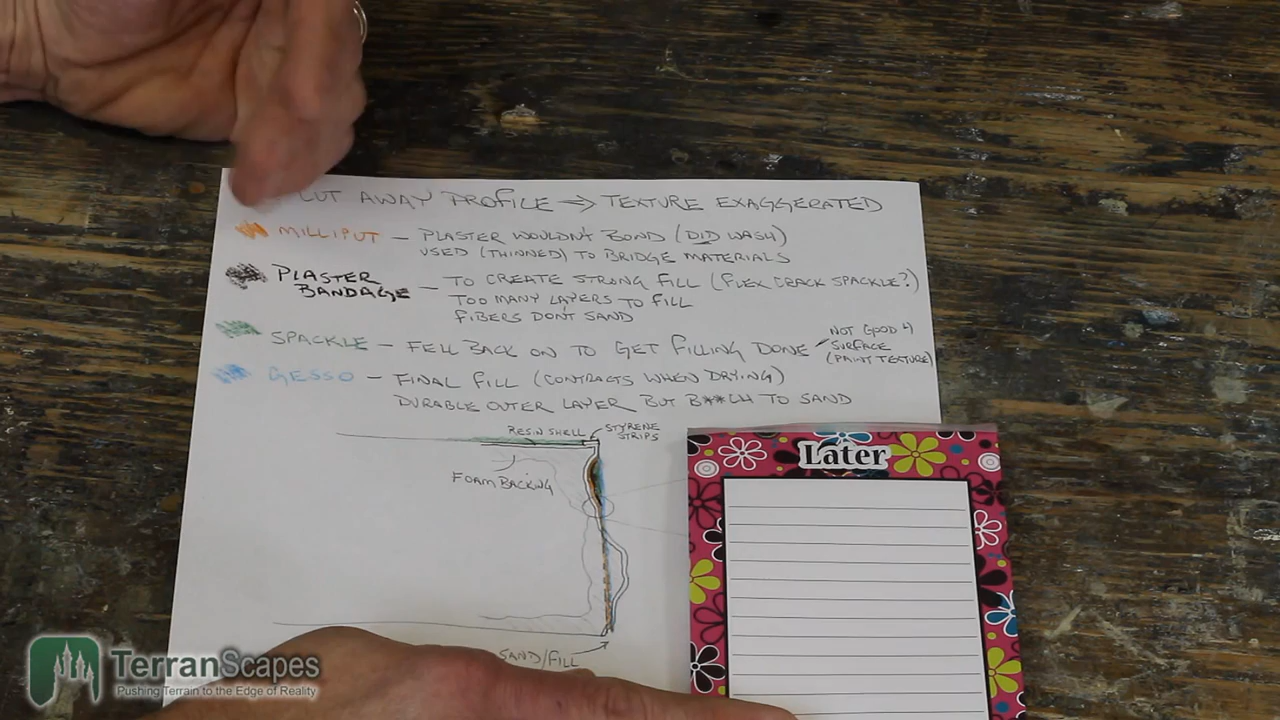 CUT AWAY PROFILE ⇒ TEXTURE EXAGGERATED
MILLIPUT — PLASTER WOULDN'T BOND (DID WASH)
USED (THINNED) TO BRIDGE MATERIALS
PLASTER BANDAGE — TO CREATE STRONG FILL (FLEX CRACK SPACKLE?)
TOO MANY LAYERS TO FILL
FIBERS DON'T SAND
SPACKLE — FELL BACK ON TO GET FILLING DONE
NOT GOOD
SURFACE
(PAINT TEXTURE)
GESSO — FINAL FILL (CONTRACTS WHEN DRYING)
DURABLE OUTER LAYER BUT B**CH TO SAND
RESIN SHELL
STYRENE
STRIPS
FOAM BACKING
SAND/FILL
Later
TerranScapes
Pushing Terrain to the Edge of Reality